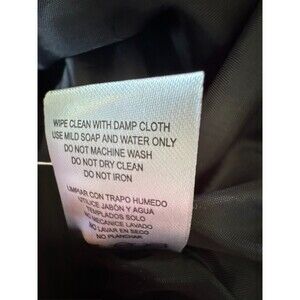 WIPE CLEAN WITH DAMP CLOTH
USE MILD SOAP AND WATER ONLY
DO NOT MACHINE WASH
DO NOT DRY CLEAN
DO NOT IRON
LIMPIAR CON TRAPO HUMEDO
UTILICE JABÓN Y AGUA
TEMPLADOS SOLO
NO MECANICE LAVADO
NO LAVAR EN SECO
NO PLANCHAR